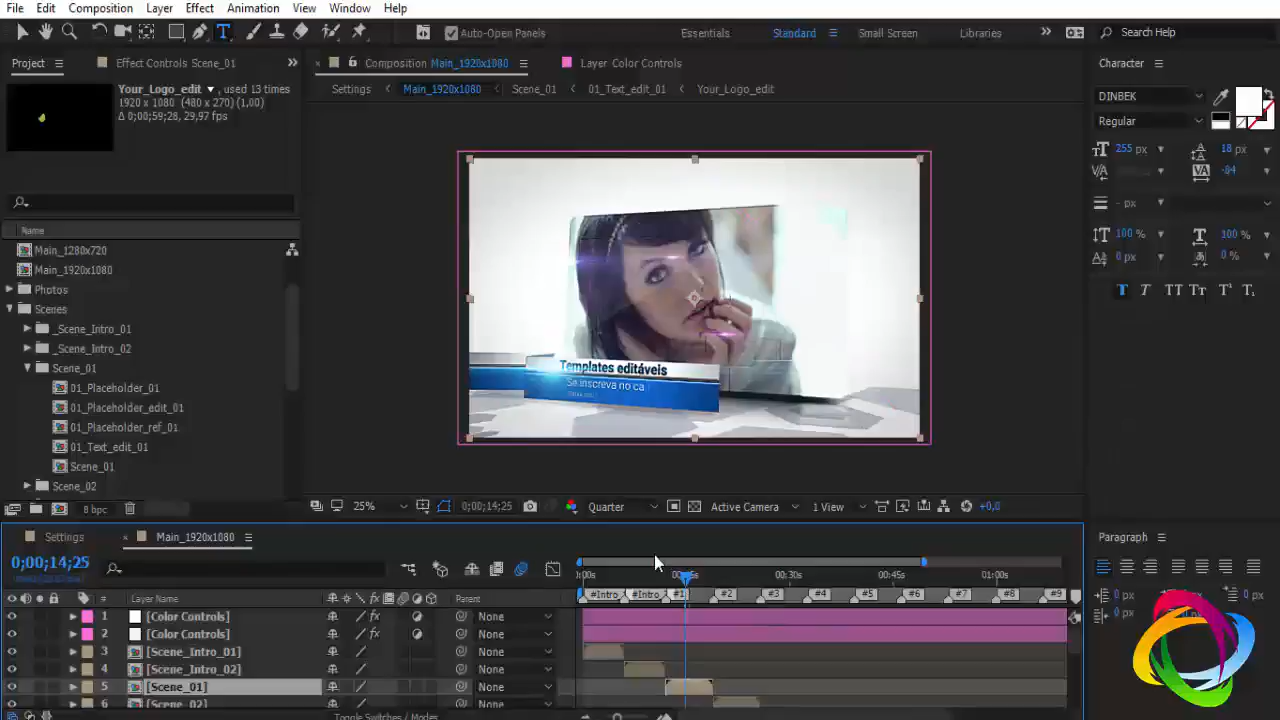 File Edit Composition Layer Effect Animation View Window Help
Auto-Open Panels Essentials Standard Small Screen Libraries Search Help
Project Effect Controls Scene_01 Composition Main_1920x1080 Layer Color Controls Character
Your_Logo_edit, used 13 times
1920 x 1080 (480 x 270) (1,00)
Δ 0;00;59;28, 29,97 fps
Settings Main_1920x1080 Scene_01 01_Text_edit_01 Your_Logo_edit
DINBEK
Regular
255 px 18 px
-84
- px
100 % 100 %
0 px 0 %
T T TT Tт T¹ T₁
Name
Main_1280x720
Main_1920x1080
Photos
Scenes
_Scene_Intro_01
_Scene_Intro_02
Scene_01
01_Placeholder_01
01_Placeholder_edit_01
01_Placeholder_ref_01
01_Text_edit_01
Scene_01
Scene_02
Templates editáveis
Se inscreva no ca
8 bpc 25% 0;00;14;25 Quarter Active Camera 1 View +0,0
Settings Main_1920x1080 Paragraph
0;00;14;25
00:30s 00:45s 01:00s
0 px 0 px
0 px
# Layer Name Parent #Intro #Intro #1 #2 #3 #4 #5 #6 #7 #8 #9
1 [Color Controls] fx None
2 [Color Controls] fx None
3 [Scene_Intro_01] None
4 [Scene_Intro_02] None
5 [Scene_01] None
6 [Scene_02] None
Toggle Switches / Modes